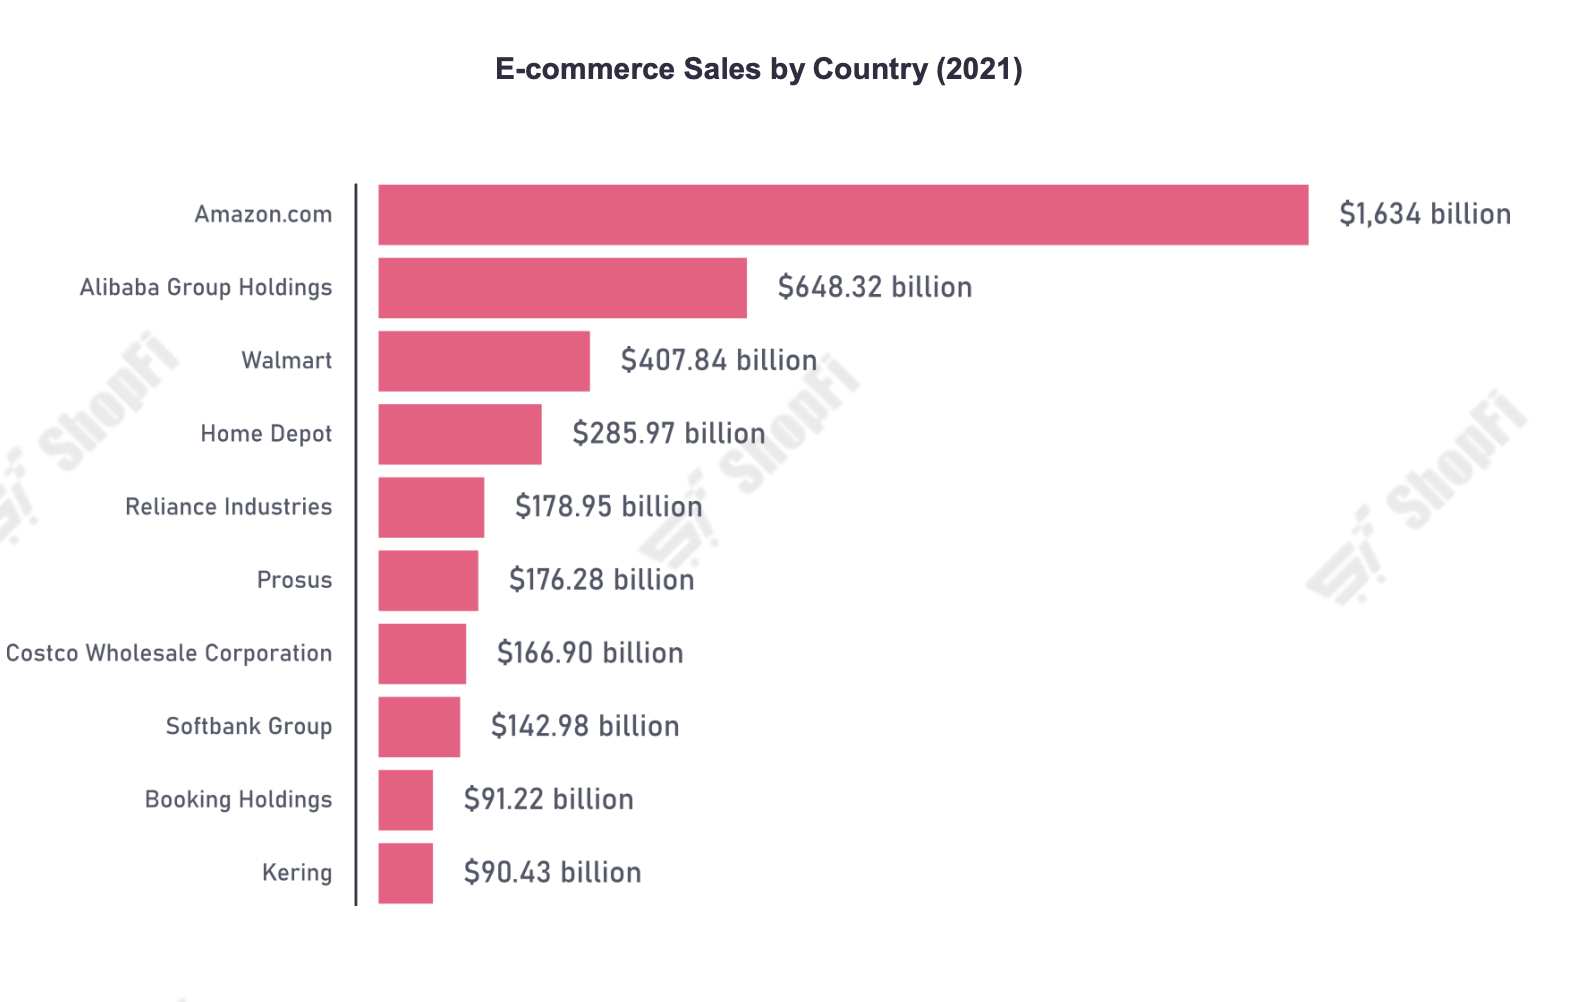 E-commerce Sales by Country (2021)
Amazon.com $1,634 billion
Alibaba Group Holdings $648.32 billion
Walmart $407.84 billion
Home Depot $285.97 billion
Reliance Industries $178.95 billion
Prosus $176.28 billion
Costco Wholesale Corporation $166.90 billion
Softbank Group $142.98 billion
Booking Holdings $91.22 billion
Kering $90.43 billion
ShopFi
ShopFi
ShopFi